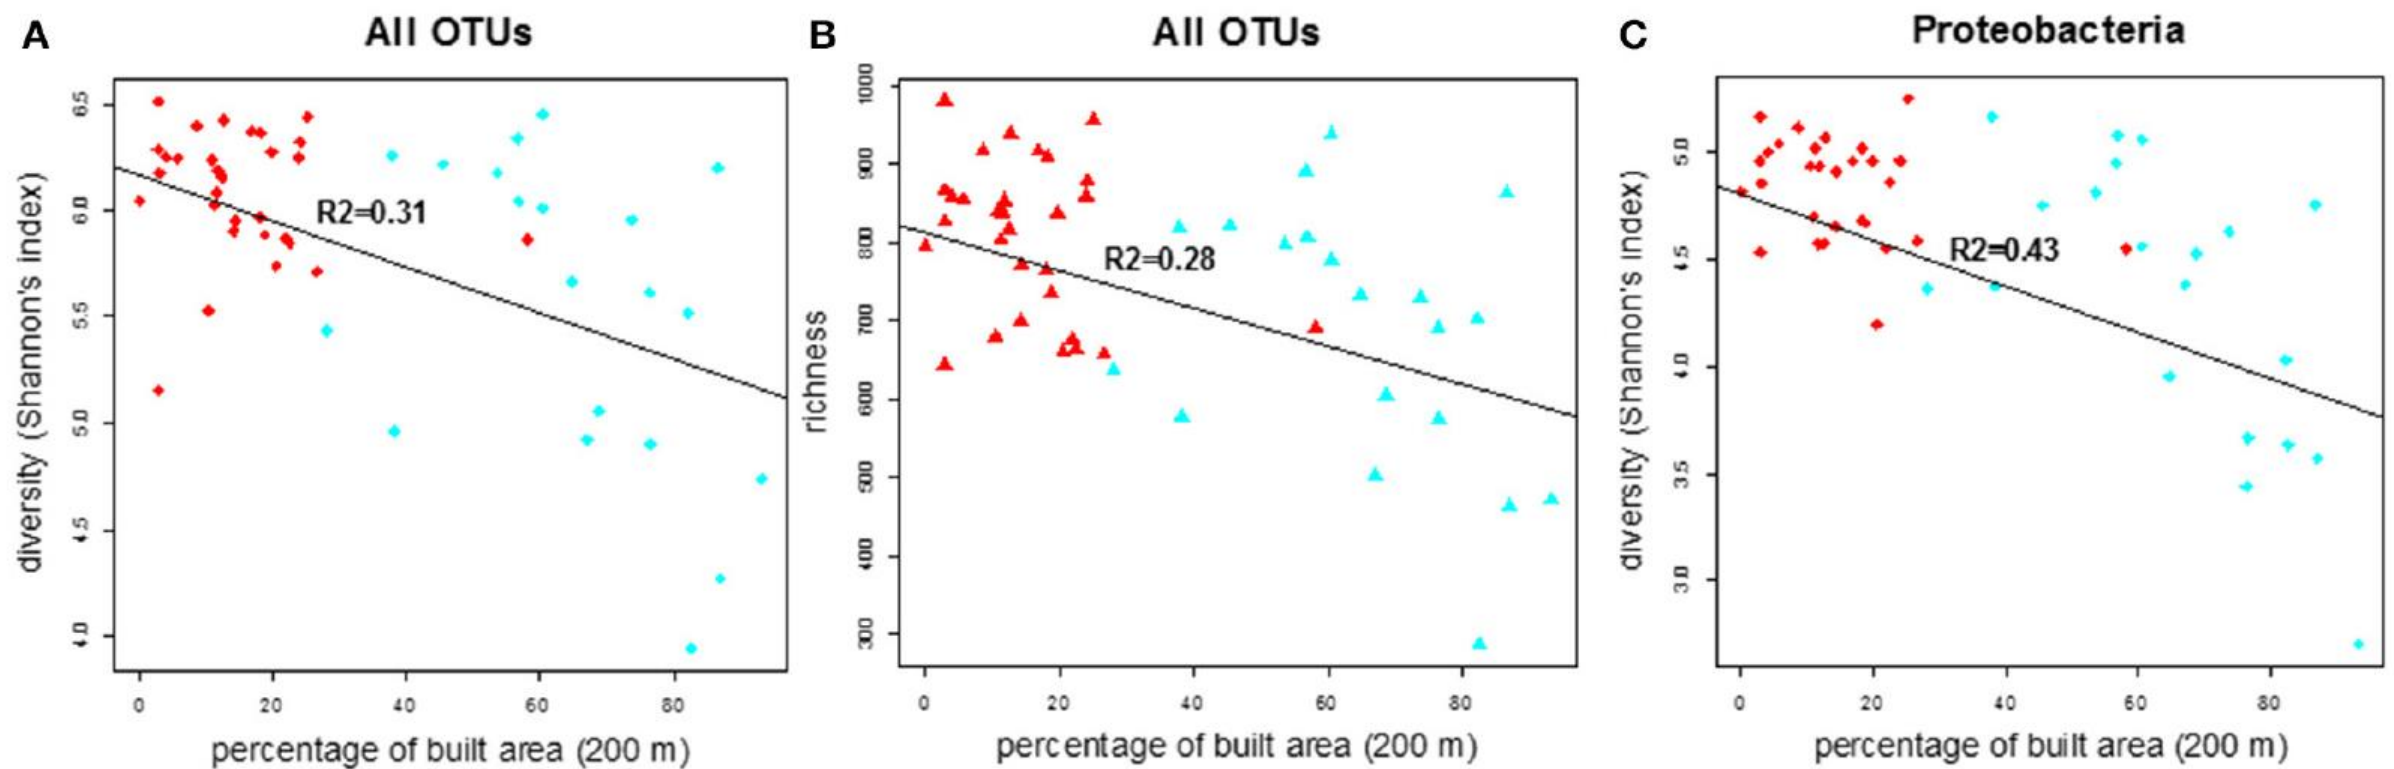 A
All OTUs
diversity (Shannon's index)
6.5
6.0
5.5
5.0
4.5
4.0
R2=0.31
0 20 40 60 80
percentage of built area (200 m)
B
All OTUs
richness
1000
900
800
700
600
500
400
300
R2=0.28
0 20 40 60 80
percentage of built area (200 m)
C
Proteobacteria
diversity (Shannon's index)
5.0
4.5
4.0
3.5
3.0
R2=0.43
0 20 40 60 80
percentage of built area (200 m)